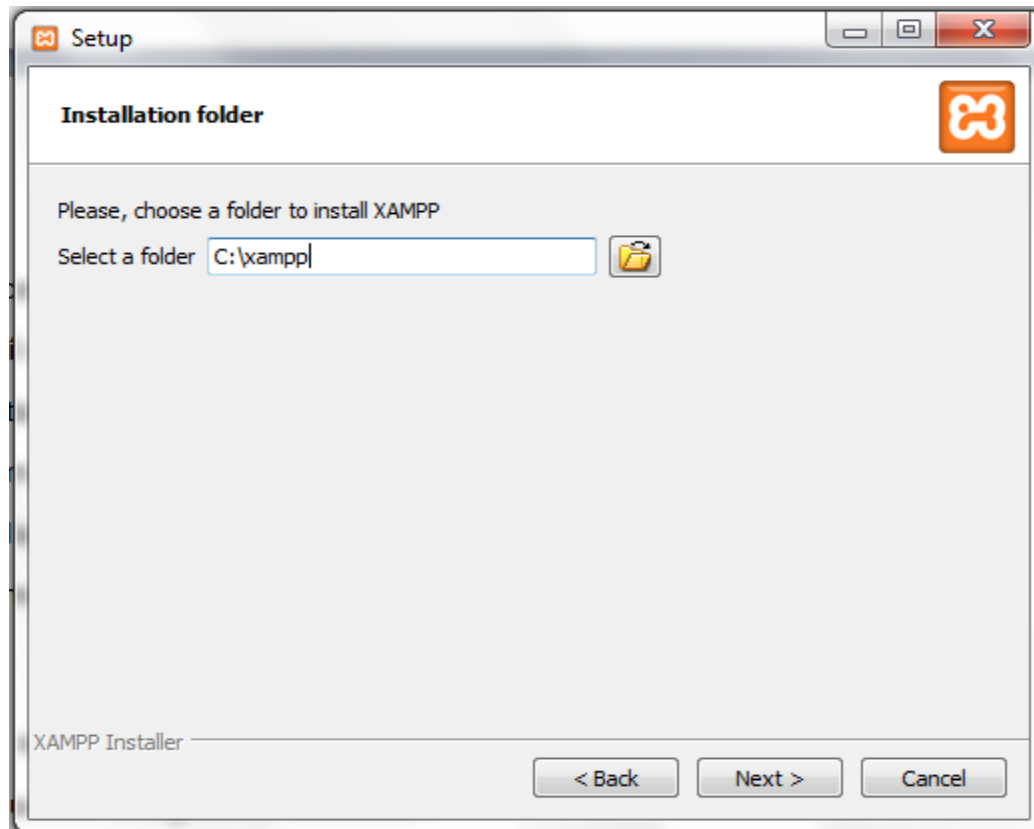 Setup
Installation folder
Please, choose a folder to install XAMPP
Select a folder C:\xampp
XAMPP Installer
< Back Next > Cancel